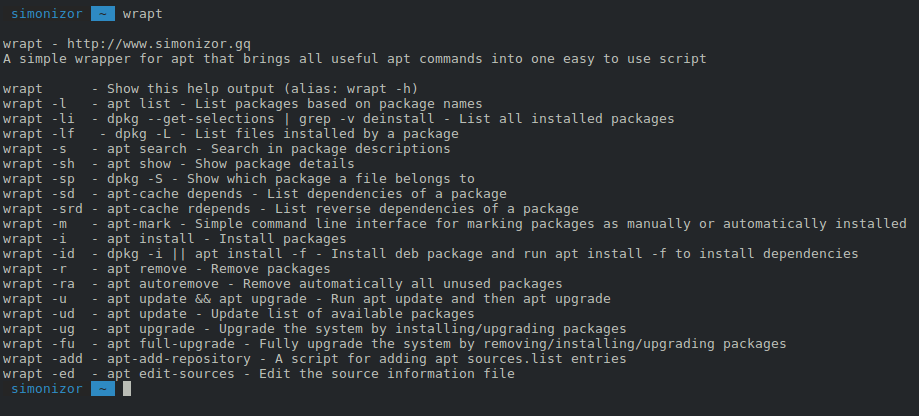 simonizor ~ wrapt
wrapt - http://www.simonizor.gq
A simple wrapper for apt that brings all useful apt commands into one easy to use script
wrapt      - Show this help output (alias: wrapt -h)
wrapt -l   - apt list - List packages based on package names
wrapt -li  - dpkg --get-selections | grep -v deinstall - List all installed packages
wrapt -lf   - dpkg -L - List files installed by a package
wrapt -s   - apt search - Search in package descriptions
wrapt -sh  - apt show - Show package details
wrapt -sp  - dpkg -S - Show which package a file belongs to
wrapt -sd  - apt-cache depends - List dependencies of a package
wrapt -srd - apt-cache rdepends - List reverse dependencies of a package
wrapt -m   - apt-mark - Simple command line interface for marking packages as manually or automatically installed
wrapt -i   - apt install - Install packages
wrapt -id  - dpkg -i || apt install -f - Install deb package and run apt install -f to install dependencies
wrapt -r   - apt remove - Remove packages
wrapt -ra  - apt autoremove - Remove automatically all unused packages
wrapt -u   - apt update && apt upgrade - Run apt update and then apt upgrade
wrapt -ud  - apt update - Update list of available packages
wrapt -ug  - apt upgrade - Upgrade the system by installing/upgrading packages
wrapt -fu  - apt full-upgrade - Fully upgrade the system by removing/installing/upgrading packages
wrapt -add - apt-add-repository - A script for adding apt sources.list entries
wrapt -ed  - apt edit-sources - Edit the source information file
simonizor ~